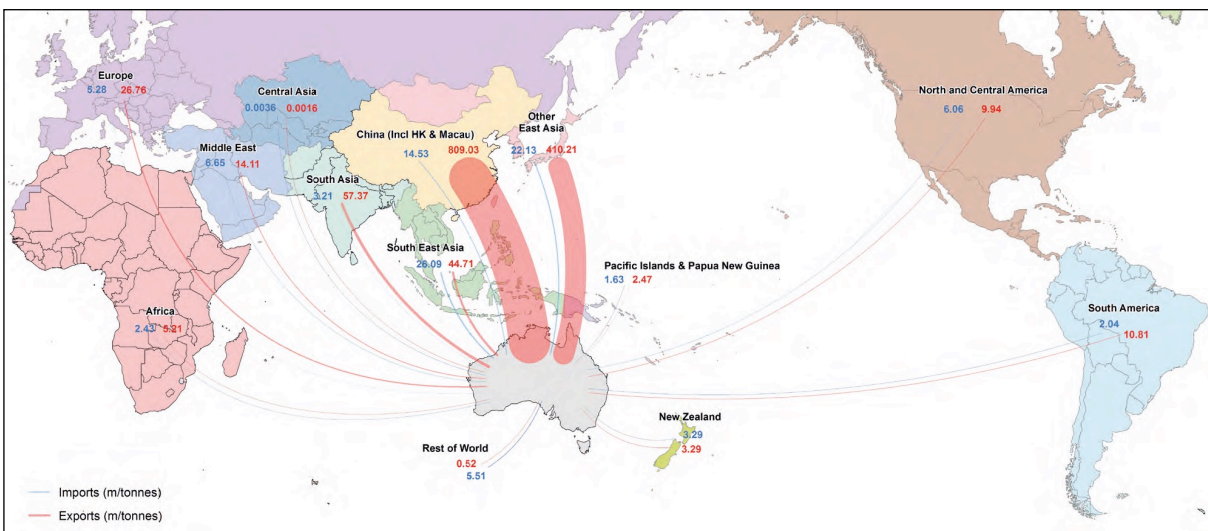 Europe
5.28 26.76
Central Asia
0.0036 0.0016
North and Central America
6.06 9.94
Other
East Asia
22.13 410.21
China (Incl HK & Macau)
14.53 809.03
Middle East
6.65 14.11
South Asia
3.21 57.37
South East Asia
26.09 44.71
Pacific Islands & Papua New Guinea
1.63 2.47
Africa
2.43 5.21
South America
2.04
10.81
New Zealand
3.29
3.29
Rest of World
0.52
5.51
Imports (m/tonnes)
Exports (m/tonnes)